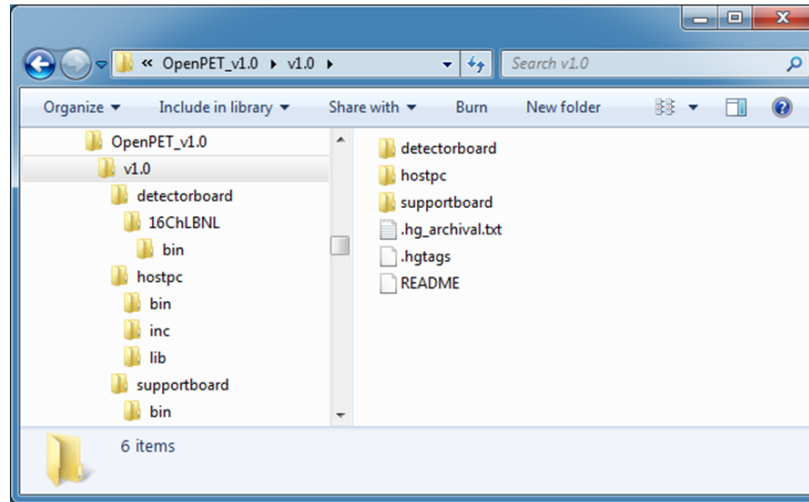 « OpenPET_v1.0 ▸ v1.0 ▸ Search v1.0
Organize Include in library Share with Burn New folder
OpenPET_v1.0
v1.0
detectorboard
16ChLBNL
bin
hostpc
bin
inc
lib
supportboard
bin
detectorboard
hostpc
supportboard
.hg_archival.txt
.hgtags
README
6 items